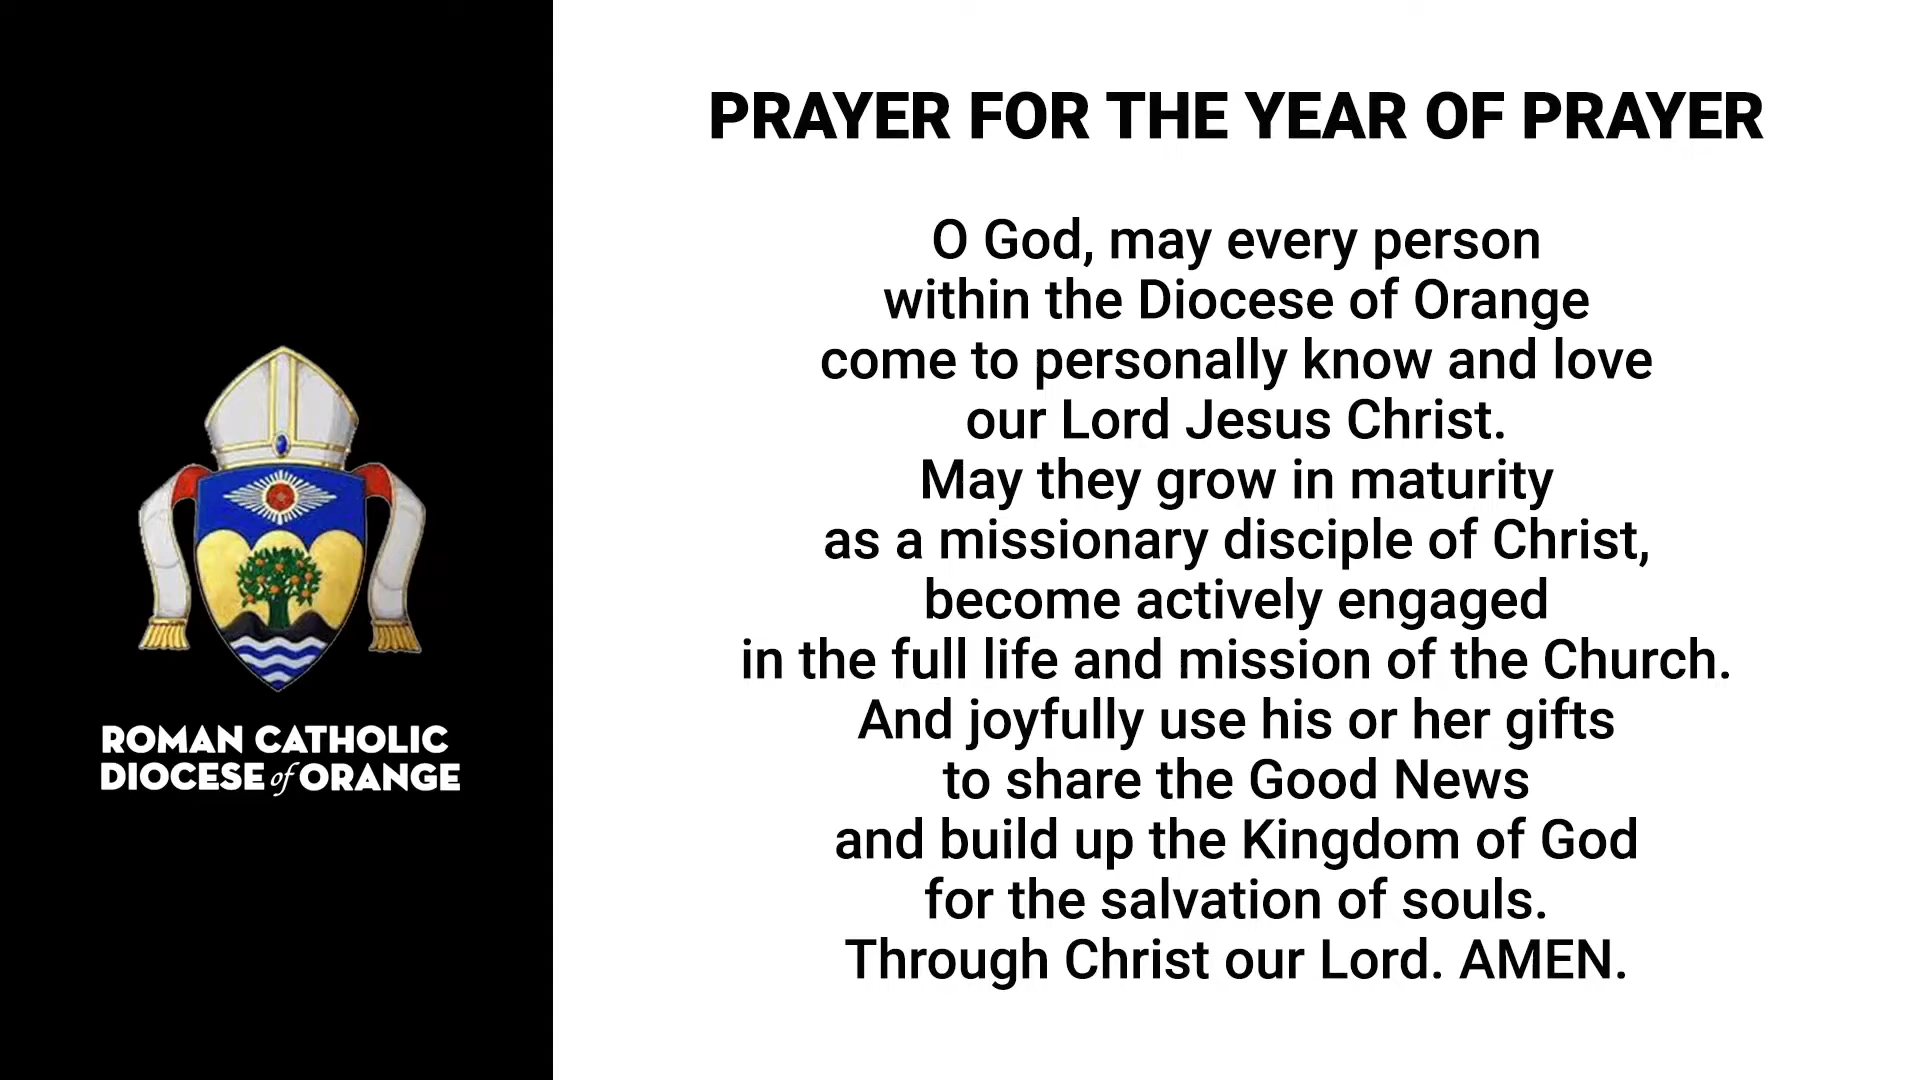 ROMAN CATHOLIC
DIOCESE of ORANGE
PRAYER FOR THE YEAR OF PRAYER
O God, may every person
within the Diocese of Orange
come to personally know and love
our Lord Jesus Christ.
May they grow in maturity
as a missionary disciple of Christ,
become actively engaged
in the full life and mission of the Church.
And joyfully use his or her gifts
to share the Good News
and build up the Kingdom of God
for the salvation of souls.
Through Christ our Lord. AMEN.